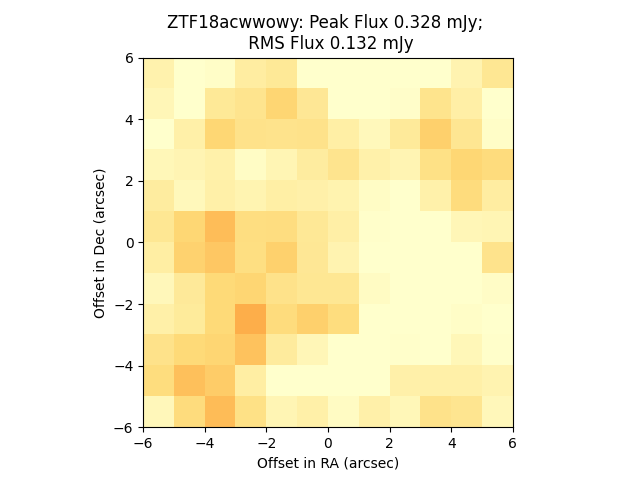 ZTF18acwwowy: Peak Flux 0.328 mJy;
RMS Flux 0.132 mJy
6
4
2
0
−2
−4
−6
Offset in Dec (arcsec)
−6 −4 −2 0 2 4 6
Offset in RA (arcsec)